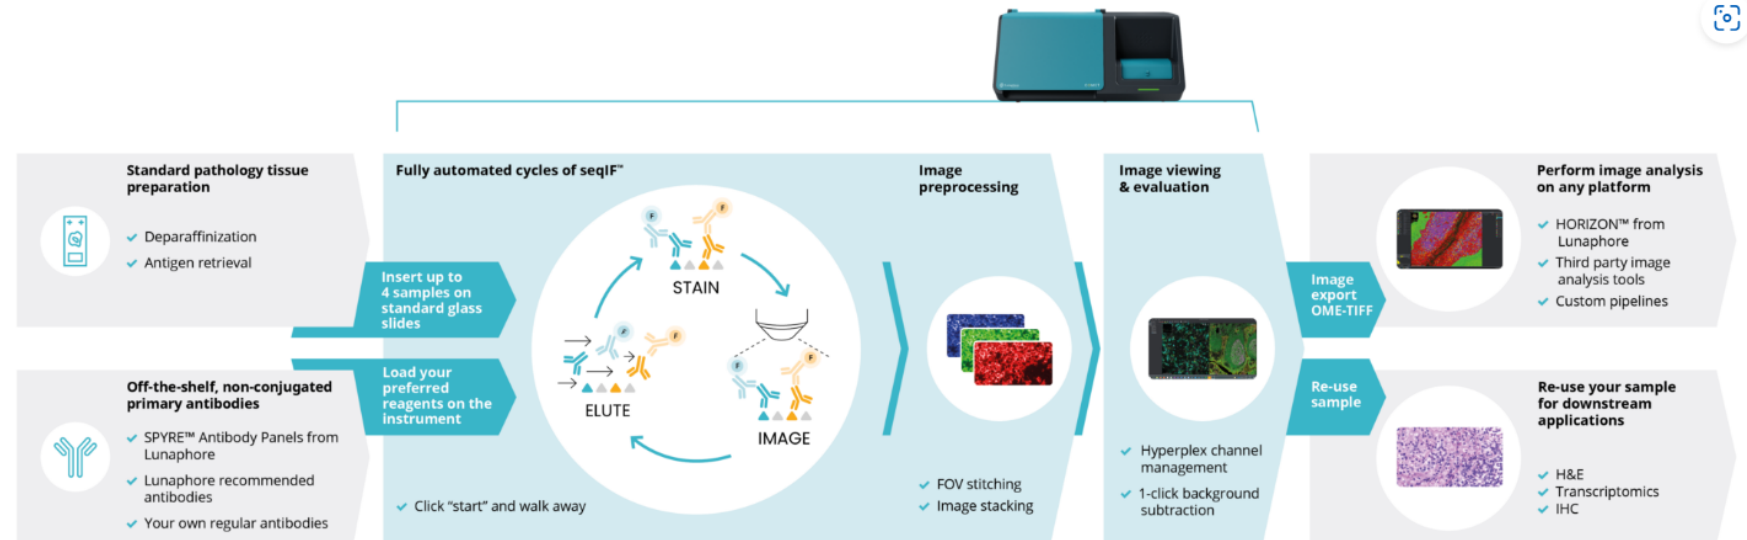 Standard pathology tissue
preparation
Deparaffinization
Antigen retrieval
Insert up to
4 samples on
standard glass
slides
Off-the-shelf, non-conjugated
primary antibodies
SPYRE™ Antibody Panels from
Lunaphore
Lunaphore recommended
antibodies
Your own regular antibodies
Load your
preferred
reagents on the
instrument
Fully automated cycles of seqIF™
F
F
STAIN
F
F
IMAGE
F
F
ELUTE
Click “start” and walk away
Image
preprocessing
FOV stitching
Image stacking
Image viewing
& evaluation
Hyperplex channel
management
1-click background
subtraction
Image
export
OME-TIFF
Perform image analysis
on any platform
HORIZON™ from
Lunaphore
Third party image
analysis tools
Custom pipelines
Re-use
sample
Re-use your sample
for downstream
applications
H&E
Transcriptomics
IHC